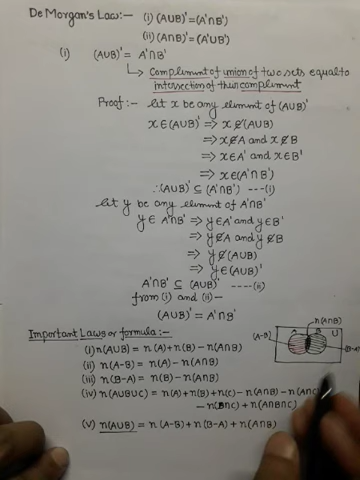 De Morgan's Law:- (i) (A∪B)' = (A'∩B')
(ii) (A∩B)' = (A'∪B')
(i) (A∪B)' = A'∩B'
↳ Compliment of union of two sets equal to
intersection of their compliment
Proof:- let x be any eliment of (A∪B)'
x∈(A∪B)' ⇒ x∉(A∪B)
⇒ x∉A and x∉B
⇒ x∈A' and x∈B'
⇒ x∈(A'∩B')
∴(A∪B)' ⊆ (A'∩B') ----(i)
let y be any element of A'∩B'
y∈ A'∩B' ⇒ y∈A' and y∈B'
⇒ y∉A and y∉B
⇒ y∉(A∪B)
⇒ y∈(A∪B)'
A'∩B' ⊆ (A∪B)' ----(ii)
from (i) and (ii)-
(A∪B)' = A'∩B'
n(A∩B)
Important Laws or formula:-
A B U
(A-B)
(B-A)
(i) n(A∪B) = n(A)+n(B)-n(A∩B)
(ii) n(A-B) = n(A)-n(A∩B)
(iii) n(B-A) = n(B)-n(A∩B)
(iv) n(A∪B∪C) = n(A)+n(B)+n(C)-n(A∩B)-n(A∩C)
-n(B∩C)+n(A∩B∩C)
(v) n(A∪B) = n(A-B)+n(B-A)+n(A∩B)